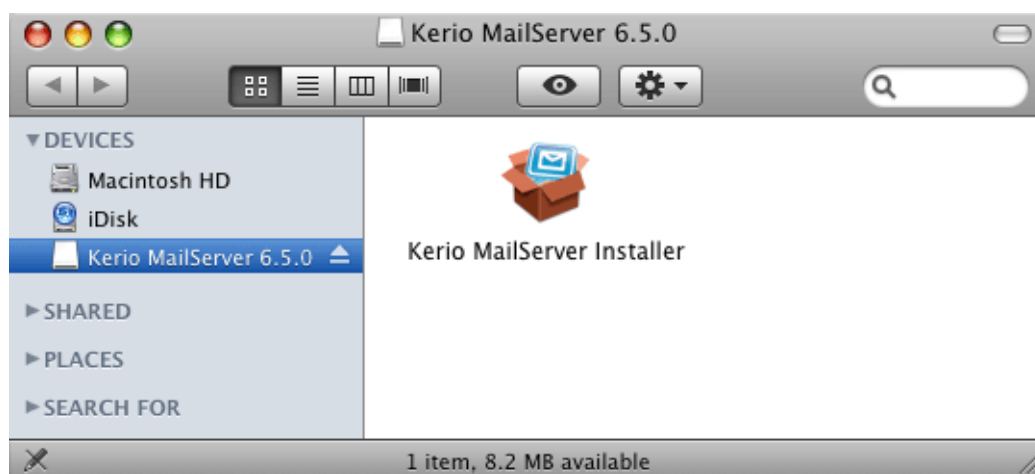 Kerio MailServer 6.5.0
DEVICES
Macintosh HD
iDisk
Kerio MailServer 6.5.0
SHARED
PLACES
SEARCH FOR
Kerio MailServer Installer
1 item, 8.2 MB available